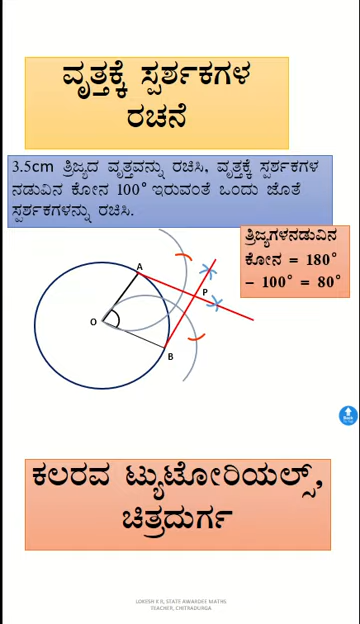 ವೃತ್ತಕ್ಕೆ ಸ್ಪರ್ಶಕಗಳ
ರಚನೆ
3.5cm ತ್ರಿಜ್ಯದ ವೃತ್ತವನ್ನು ರಚಿಸಿ, ವೃತ್ತಕ್ಕೆ ಸ್ಪರ್ಶಕಗಳ
ನಡುವಿನ ಕೋನ 100° ಇರುವಂತೆ ಒಂದು ಜೊತೆ
ಸ್ಪರ್ಶಕಗಳನ್ನು ರಚಿಸಿ.
ತ್ರಿಜ್ಯಗಳನಡುವಿನ
ಕೋನ = 180°
– 100° = 80°
A
P
O
B
ಕಲರವ ಟ್ಯುಟೋರಿಯಲ್ಸ್,
ಚಿತ್ರದುರ್ಗ
LOKESH R R, STATE AWARDEE MATHS
TEACHER, CHITRADURGA